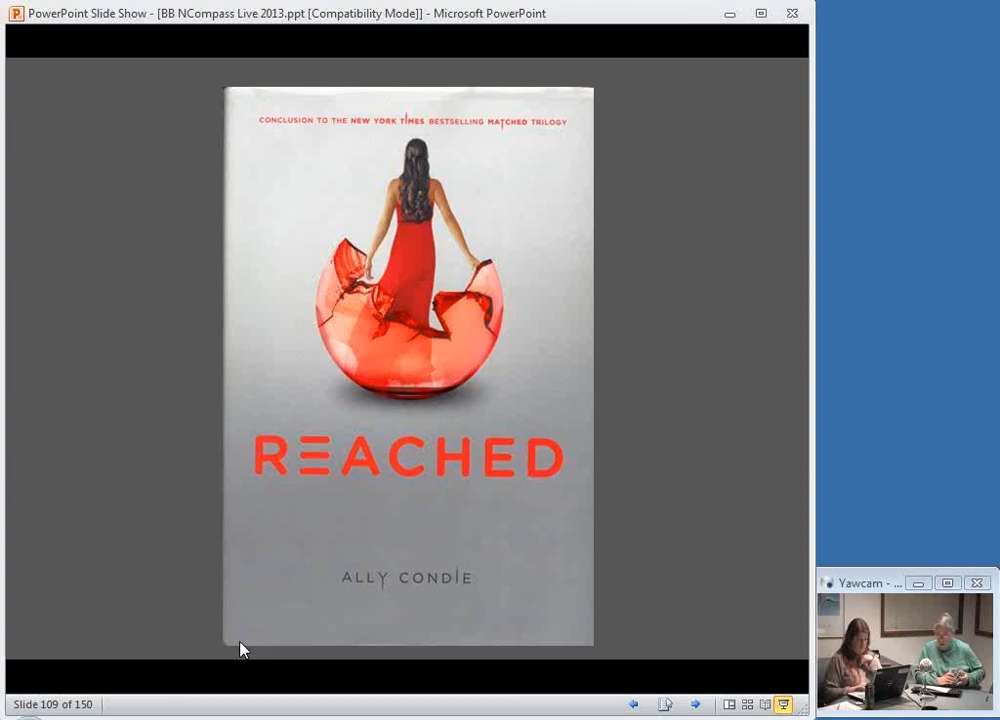 PowerPoint Slide Show - [BB NCompass Live 2013.ppt [Compatibility Mode]] - Microsoft PowerPoint
CONCLUSION TO THE NEW YORK TIMES BESTSELLING MATCHED TRILOGY
REACHED
ALLY CONDIE
Yawcam - ...
Slide 109 of 150